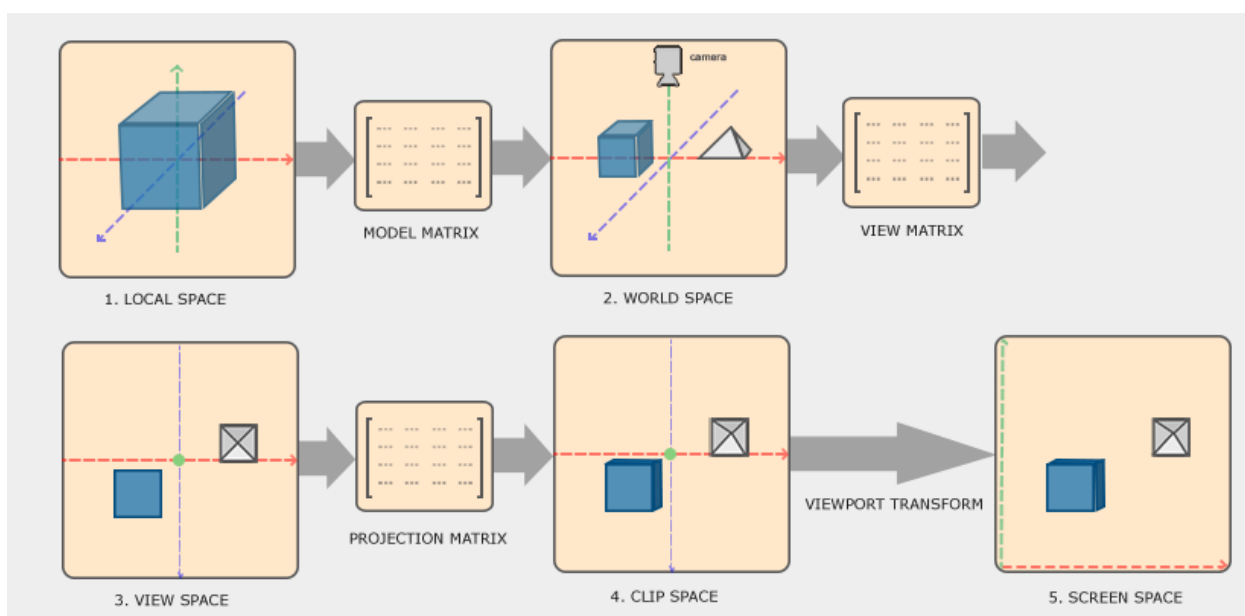 camera
MODEL MATRIX
VIEW MATRIX
1. LOCAL SPACE
2. WORLD SPACE
PROJECTION MATRIX
VIEWPORT TRANSFORM
3. VIEW SPACE
4. CLIP SPACE
5. SCREEN SPACE